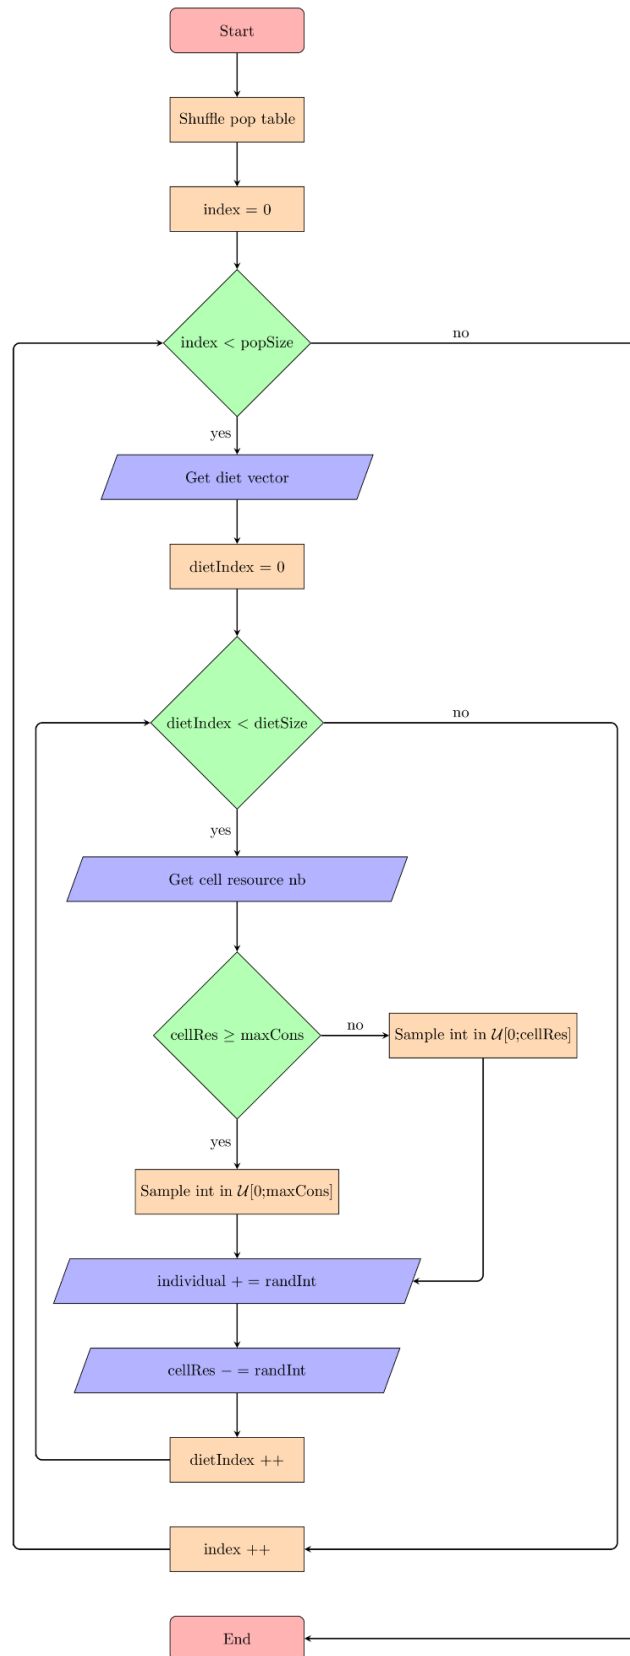 Start
Shuffle pop table
index = 0
index < popSize
no
yes
Get diet vector
dietIndex = 0
dietIndex < dietSize
no
yes
Get cell resource nb
cellRes ≥ maxCons
no
Sample int in 𝒰[0;cellRes]
yes
Sample int in 𝒰[0;maxCons]
individual + = randInt
cellRes − = randInt
dietIndex ++
index ++
End